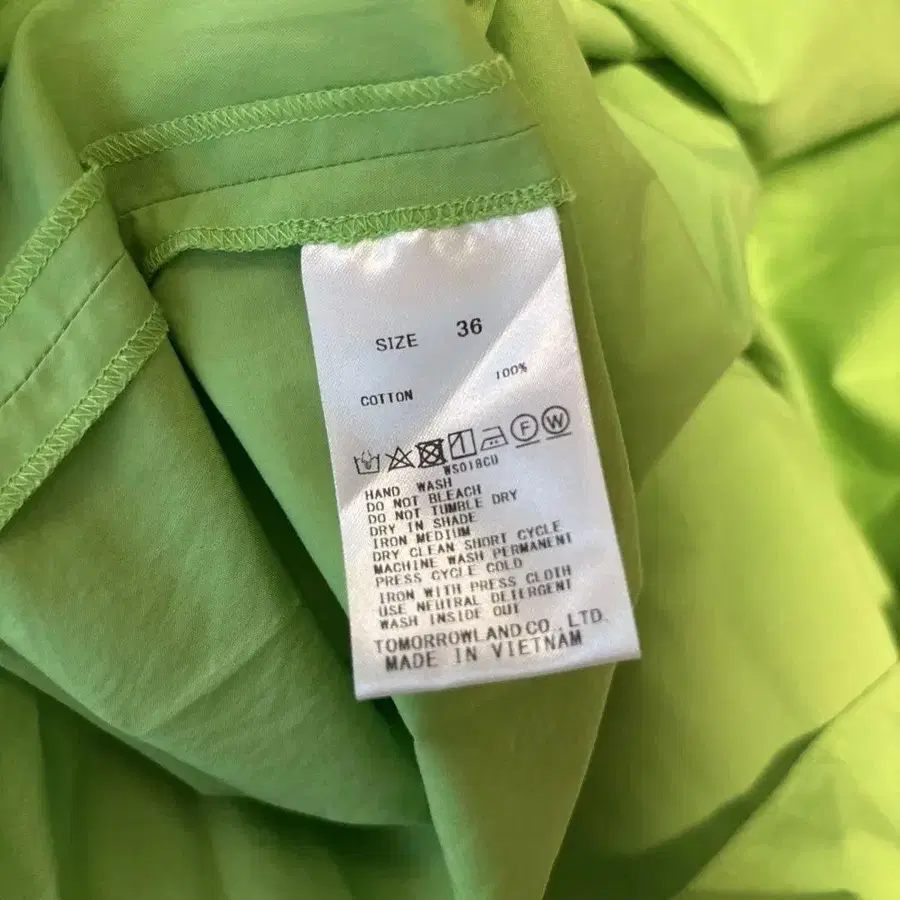 SIZE 36
COTTON 100%
F W
WS018CU
HAND WASH
DO NOT BLEACH
DO NOT TUMBLE DRY
DRY IN SHADE
IRON MEDIUM
DRY CLEAN SHORT CYCLE
MACHINE WASH PERMANENT
PRESS CYCLE COLD
IRON WITH PRESS CLOTH
USE NEUTRAL DETERGENT
WASH INSIDE OUT
TOMORROWLAND CO., LTD.
MADE IN VIETNAM